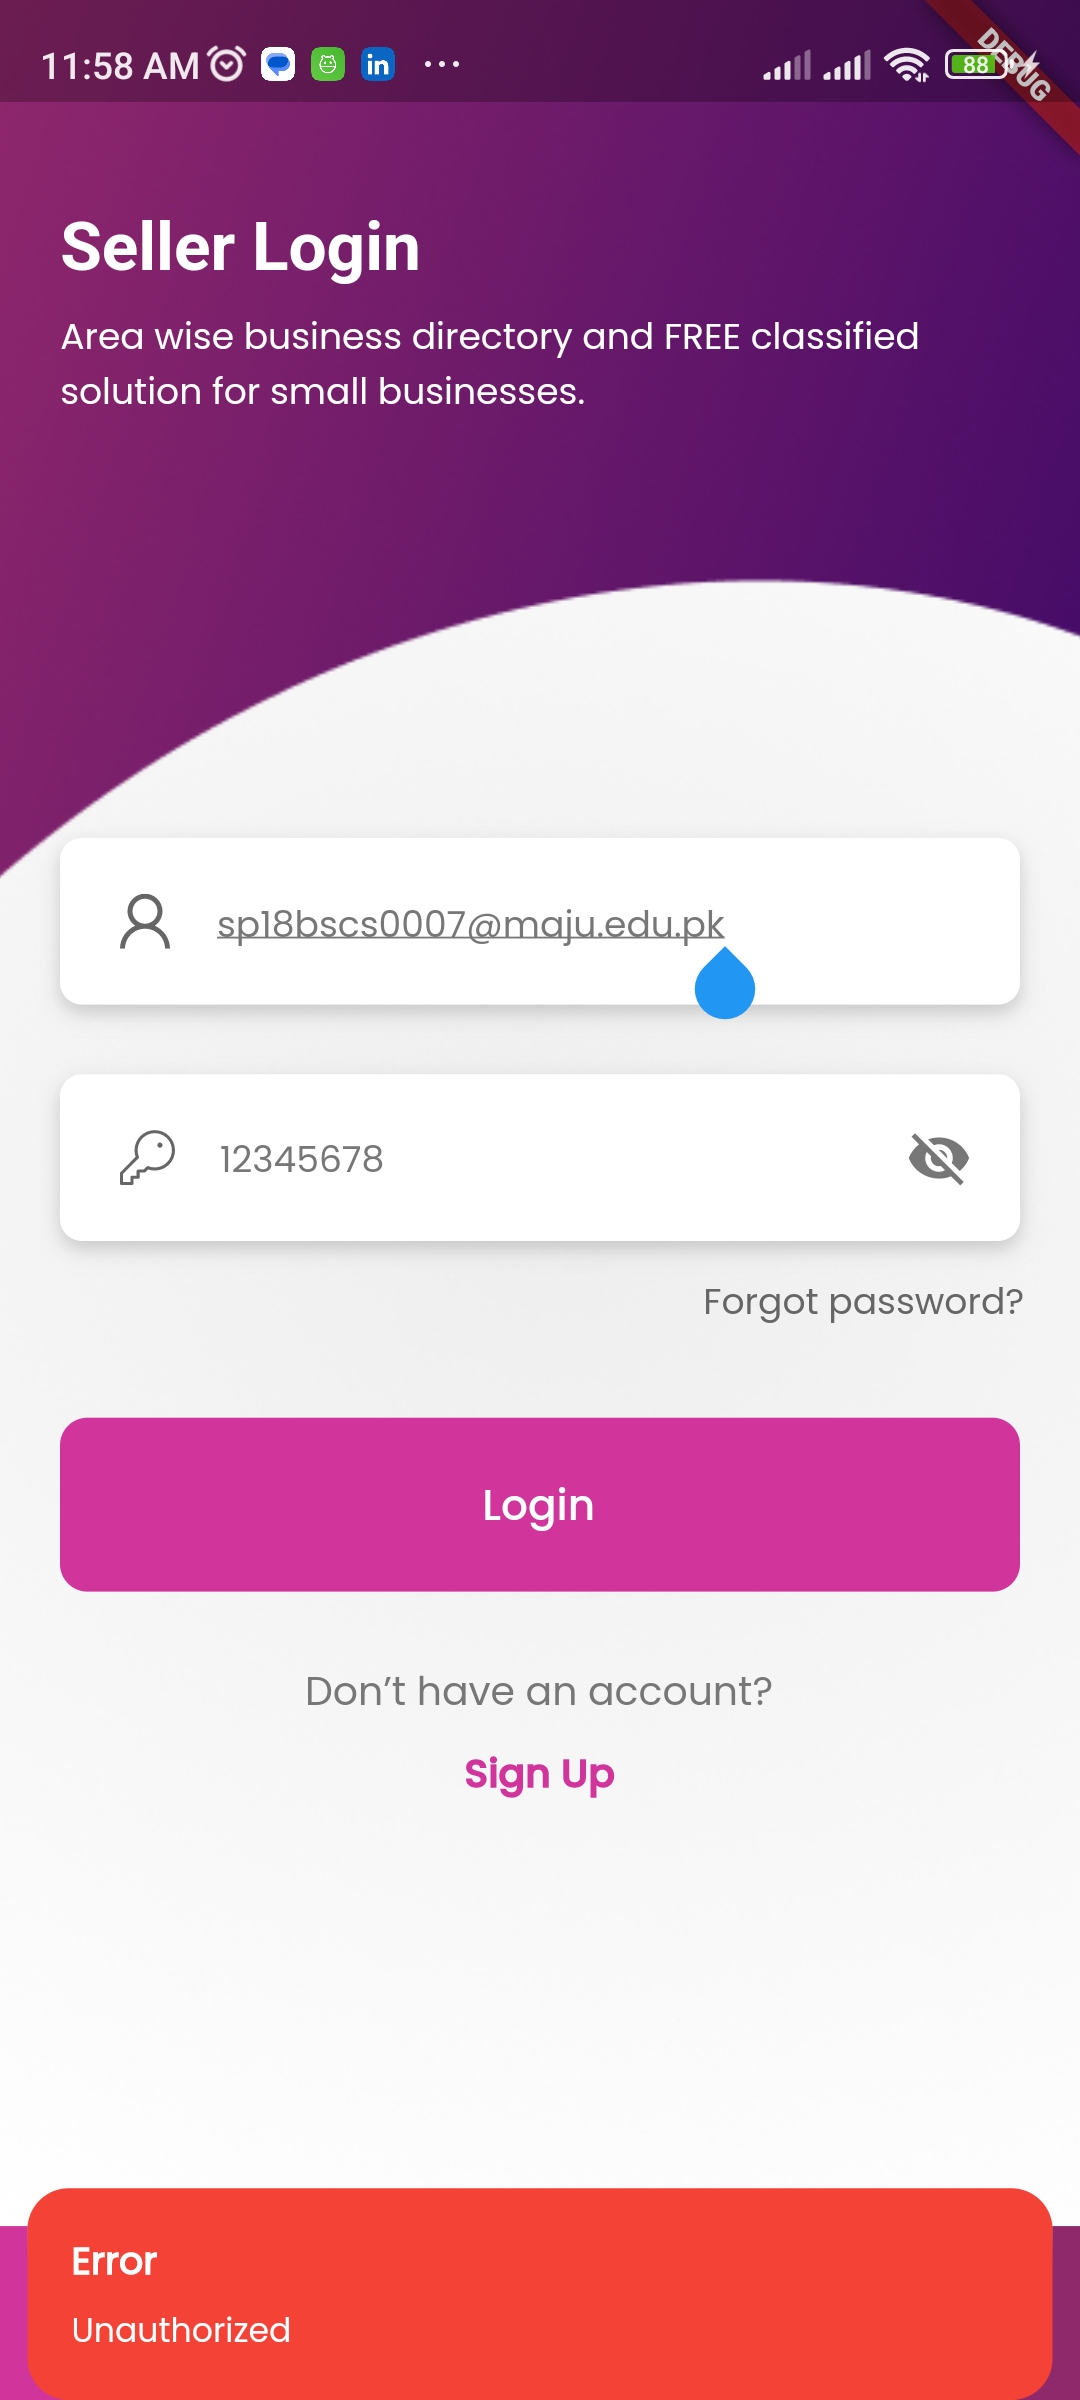 11:58 AM
88
DEBUG
Seller Login
Area wise business directory and FREE classified
solution for small businesses.
sp18bscs0007@maju.edu.pk
12345678
Forgot password?
Login
Don’t have an account?
Sign Up
Error
Unauthorized